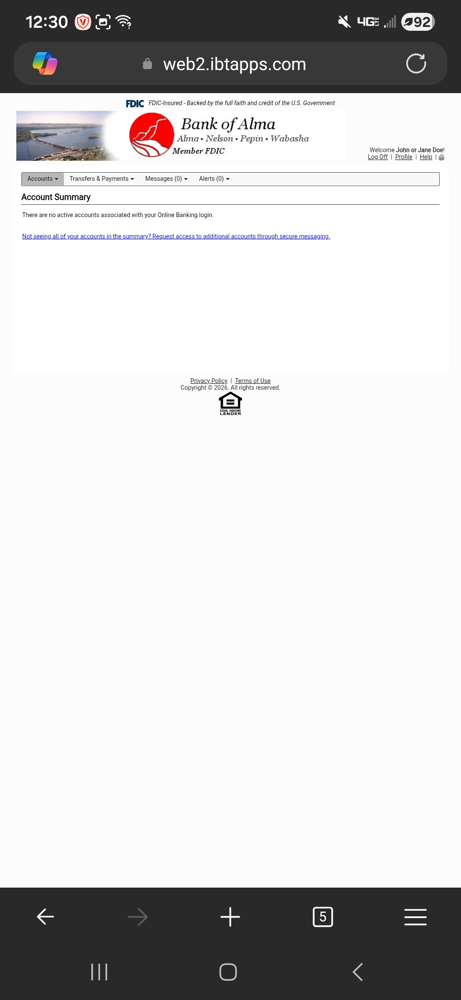 12:30
4G LTE
92
web2.ibtapps.com
FDIC FDIC-Insured - Backed by the full faith and credit of the U.S. Government
Bank of Alma
Alma • Nelson • Pepin • Wabasha
Member FDIC
Welcome John or Jane Doe!
Log Off | Profile | Help |
Accounts Transfers & Payments Messages (0) Alerts (0)
Account Summary
There are no active accounts associated with your Online Banking login.
Not seeing all of your accounts in the summary? Request access to additional accounts through secure messaging.
Privacy Policy | Terms of Use
Copyright © 2026. All rights reserved.
EQUAL HOUSING
LENDER
5